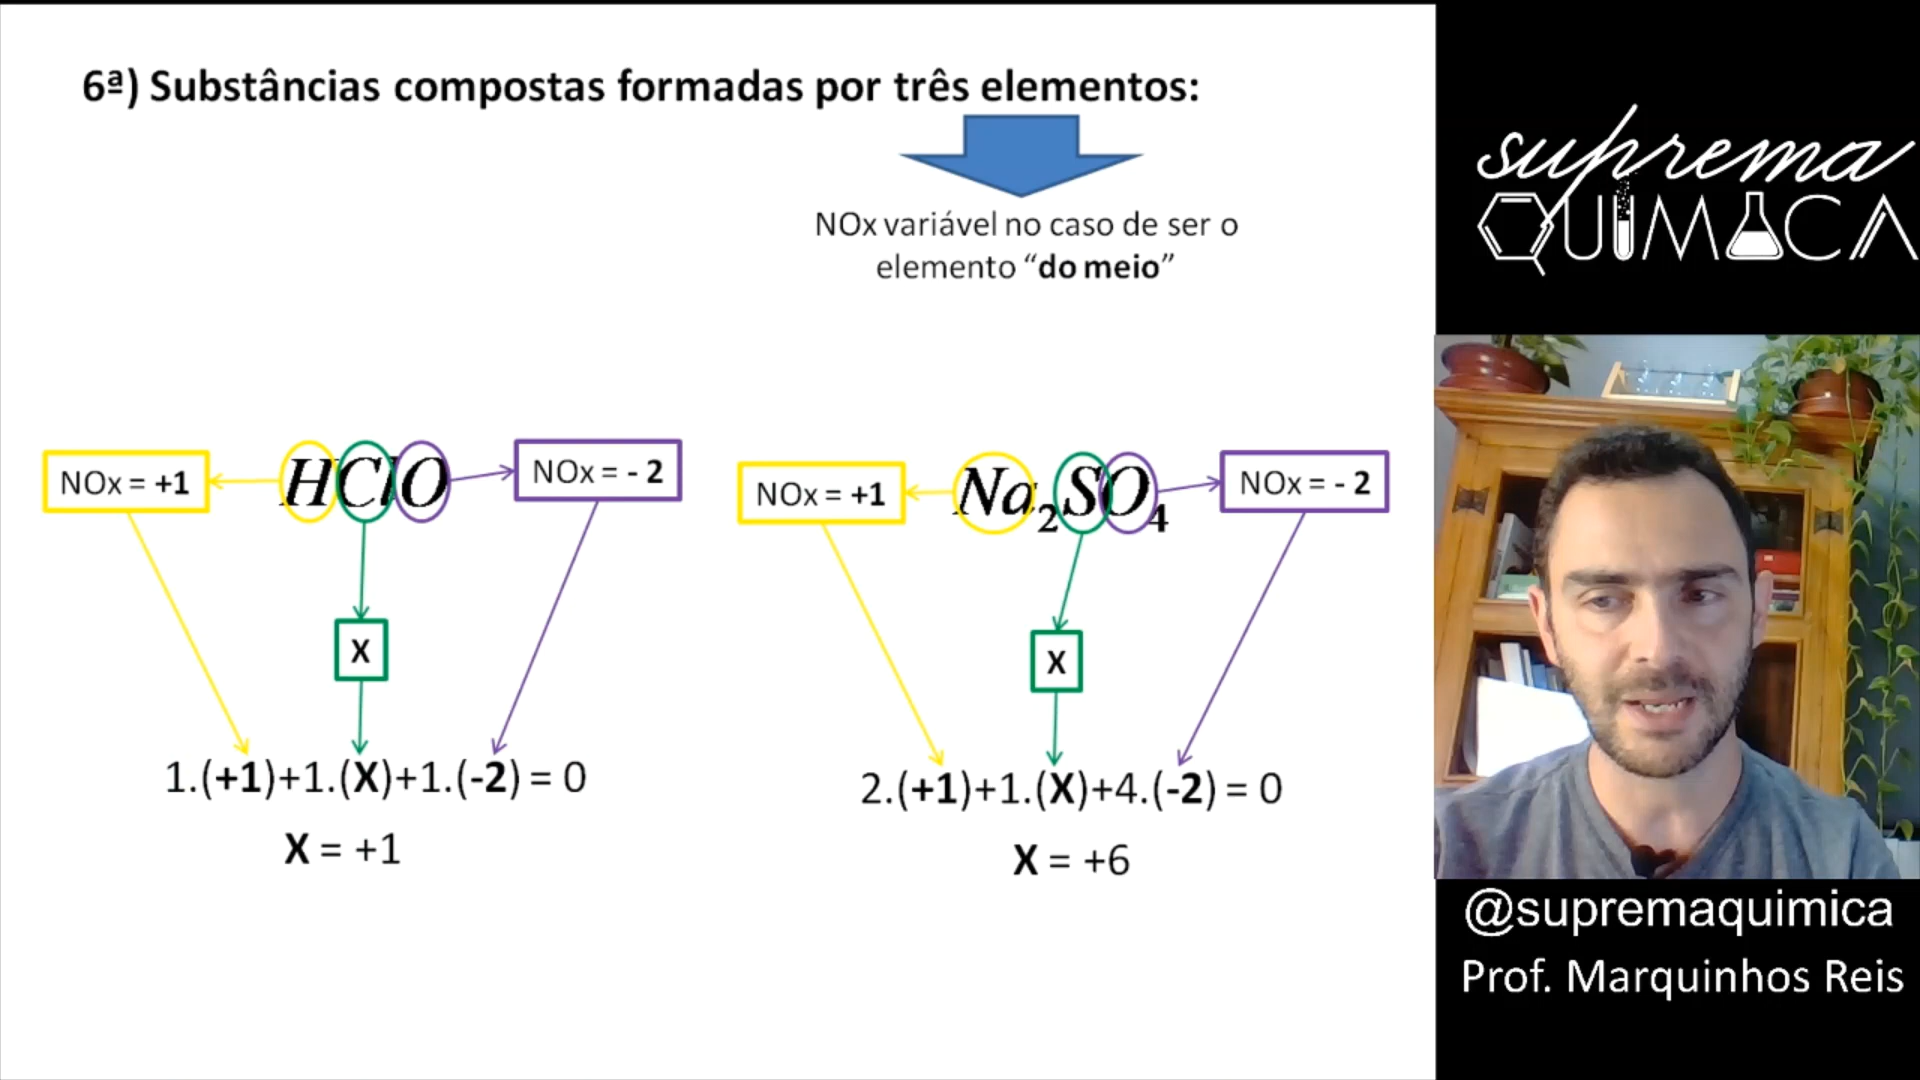 6ª) Substâncias compostas formadas por três elementos:
NOx variável no caso de ser o
elemento “do meio”
NOx = +1
HClO
NOx = - 2
X
1.(+1)+1.(X)+1.(-2) = 0
X = +1
NOx = +1
Na₂SO₄
NOx = - 2
X
2.(+1)+1.(X)+4.(-2) = 0
X = +6
suprema
QUÍMICA
@supremaquimica
Prof. Marquinhos Reis